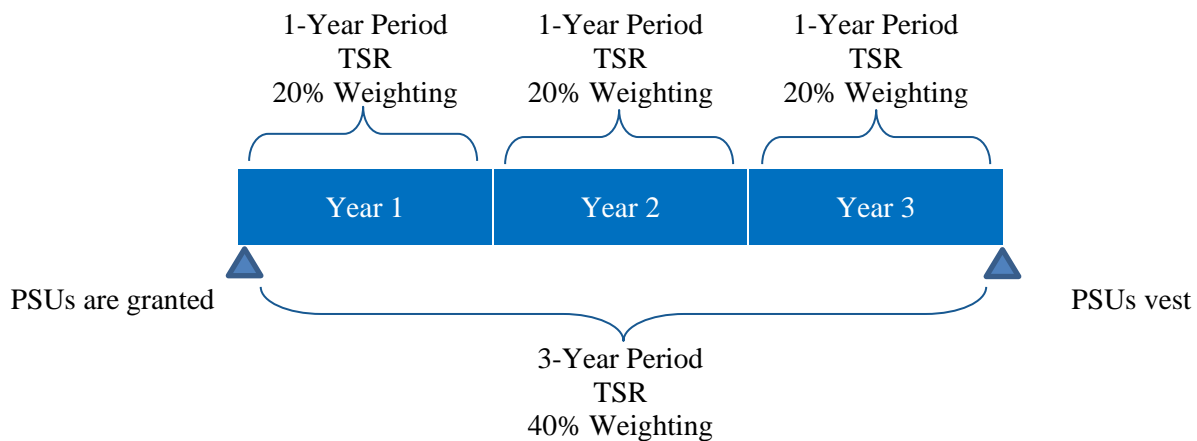 1-Year Period
TSR
20% Weighting
1-Year Period
TSR
20% Weighting
1-Year Period
TSR
20% Weighting
Year 1
Year 2
Year 3
PSUs are granted
PSUs vest
3-Year Period
TSR
40% Weighting